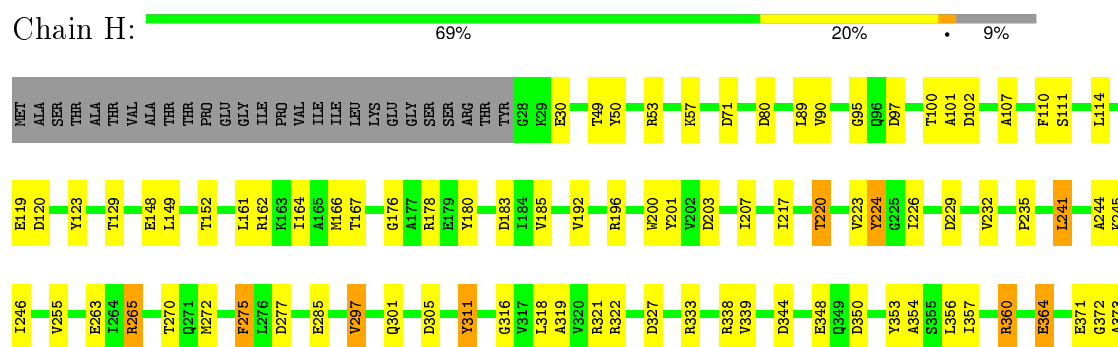 Chain H:
69% 20% • 9%
MET ALA SER THR ALA THR VAL ALA THR THR PRO GLU GLY ILE PRO VAL ILE ILE LEU LYS GLU GLY SER SER ARG THR TYR G28 K29 E30 T49 Y50 R53 K57 D71 D80 L89 V90 G95 Q96 D97 T100 A101 D102 A107 F110 S111 L114
E119 D120 Y123 T129 E148 L149 T152 L161 R162 K163 I164 A165 M166 T167 G176 A177 R178 E179 Y180 D183 I184 V185 V192 R196 W200 Y201 V202 D203 I207 I217 T220 V223 Y224 G225 I226 D229 V232 P235 L241 A244 K245
I246 V255 E263 I264 R265 T270 Q271 M272 F275 L276 D277 E285 V297 Q301 D305 Y311 G316 V317 L318 A319 V320 R321 R322 D327 R333 R338 V339 D344 E348 Q349 D350 Y353 A354 S355 L356 I357 R360 E364 E371 G372 A373